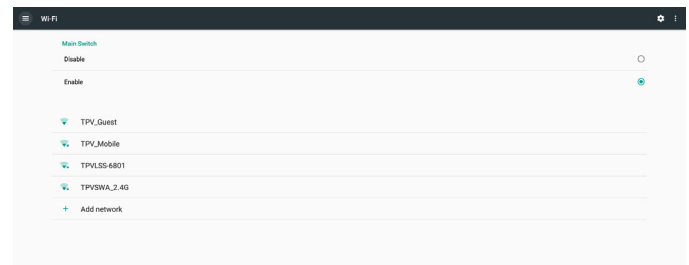 Wi-Fi
Main Switch
Disable
Enable
TPV_Guest
TPV_Mobile
TPVLSS-6801
TPVSWA_2.4G
Add network